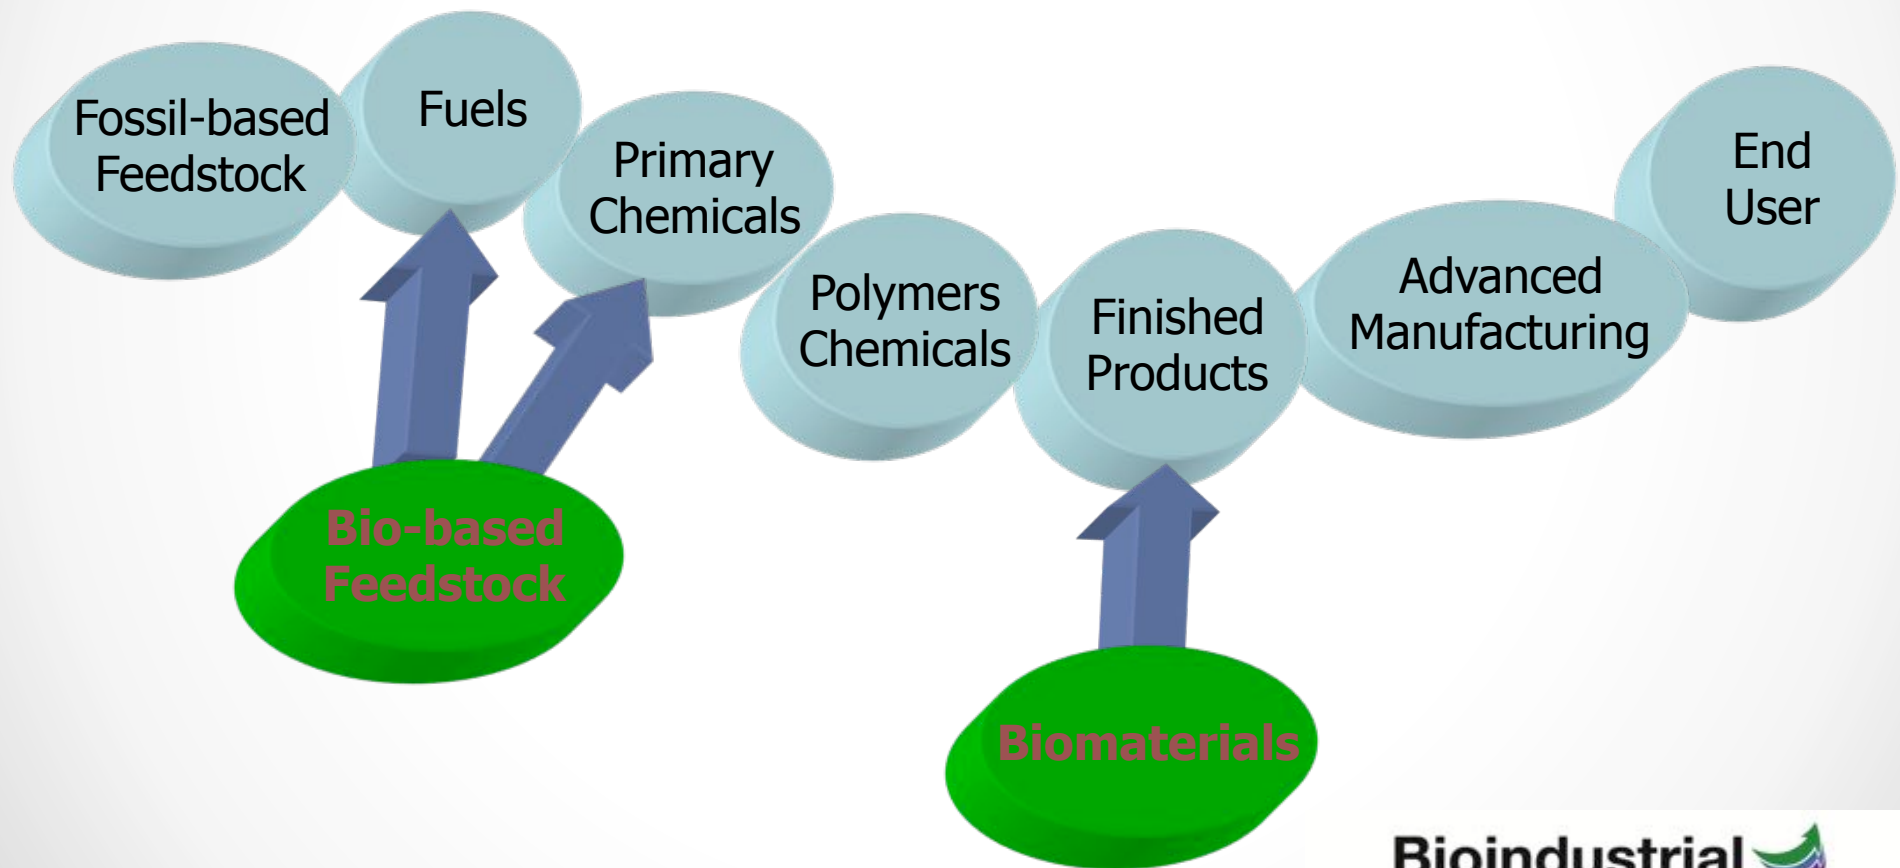 Fossil-based
Feedstock
Fuels
Primary
Chemicals
Polymers
Chemicals
Finished
Products
Advanced
Manufacturing
End
User
Bio-based
Feedstock
Biomaterials
Bioindustrial